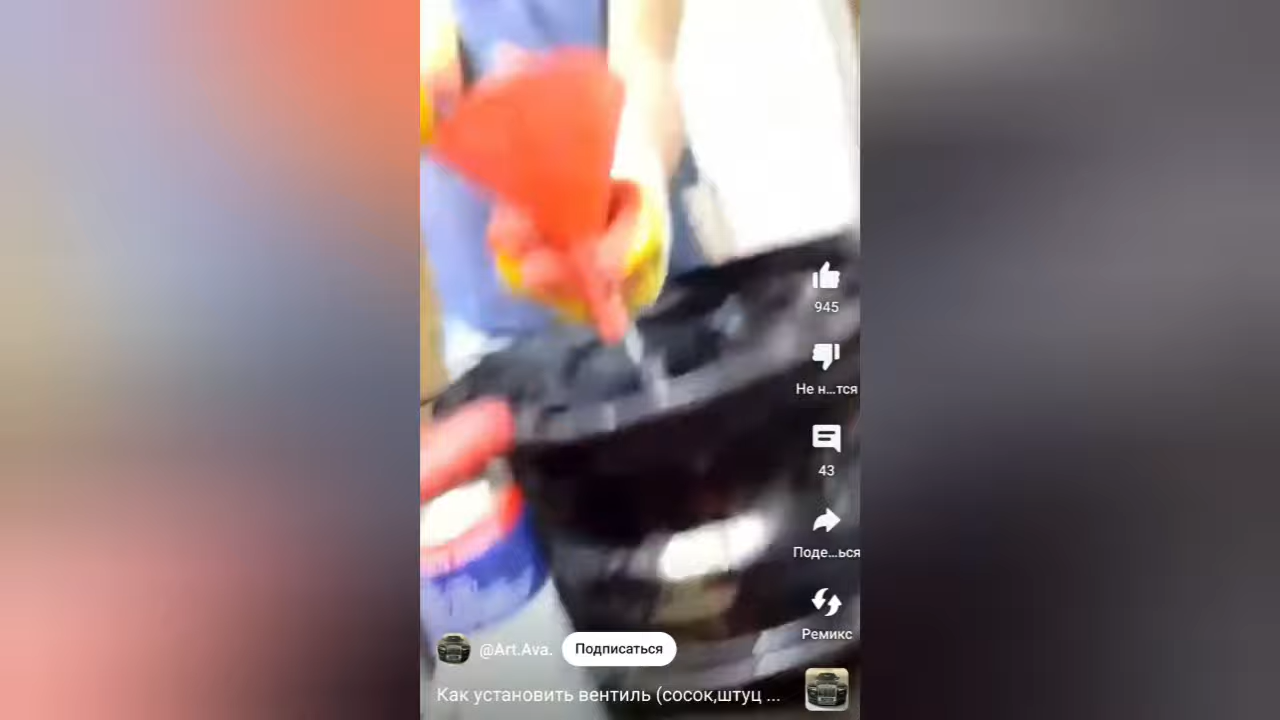 945
Не н...тся
43
Поде...ься
Ремикс
@Art.Ava.
Подписаться
Как установить вентиль (сосок,штуц ...